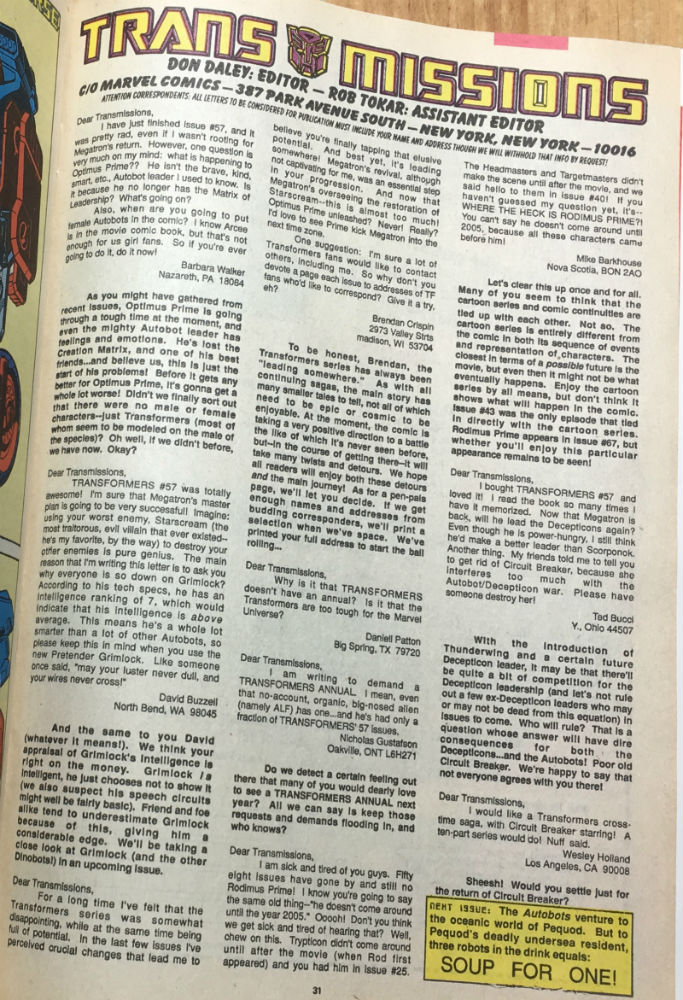 TRANS MISSIONS
DON DALEY: EDITOR – ROB TOKAR: ASSISTANT EDITOR
C/O MARVEL COMICS – 387 PARK AVENUE SOUTH – NEW YORK, NEW YORK – 10016
ATTENTION CORRESPONDENTS: ALL LETTERS TO BE CONSIDERED FOR PUBLICATION MUST INCLUDE YOUR NAME AND ADDRESS THOUGH WE WILL WITHHOLD THAT INFO BY REQUEST!
Dear Transmissions,
I have just finished issue #57, and it
was pretty rad, even if I wasn't rooting for
Megatron's return. However, one question is
very much on my mind: what is happening to
Optimus Prime?? He isn't the brave, kind,
smart, etc., Autobot leader I used to know. Is
it because he no longer has the Matrix of
Leadership? What's going on?
Also, when are you going to put
female Autobots in the comic? I know Arcee
is in the movie comic book, but that's not
enough for us girl fans. So if you're ever
going to do it, do it now!
Barbara Walker
Nazareth, PA 18064
As you might have gathered from
recent issues, Optimus Prime is going
through a tough time at the moment, and
even the mighty Autobot leader has
feelings and emotions. He's lost the
Creation Matrix, and one of his best
friends...and believe us, this is just the
start of his problems! Before it gets any
better for Optimus Prime, it's gonna get a
whole lot worse! Didn't we finally sort out
that there were no male or female
characters--just Transformers (most of
whom seem to be modeled on the male of
the species)? Oh well, if we didn't before,
we have now. Okay?
Dear Transmissions,
TRANSFORMERS #57 was totally
awesome! I'm sure that Megatron's master
plan is going to be very successful! Imagine:
using your worst enemy, Starscream (the
most traitorous, evil villain that ever existed--
he's my favorite, by the way) to destroy your
other enemies is pure genius. The main
reason that I'm writing this letter is to ask you
why everyone is so down on Grimlock?
According to his tech specs, he has an
Intelligence ranking of 7, which would
indicate that his intelligence is above
average. This means he's a whole lot
smarter than a lot of other Autobots, so
please keep this in mind when you use the
new Pretender Grimlock. Like someone
once said, "may your luster never dull, and
your wires never cross!"
David Buzzell
North Bend, WA 98045
And the same to you David
(whatever it means!). We think your
appraisal of Grimlock's Intelligence is
right on the money. Grimlock is
intelligent, he just chooses not to show it
(we also suspect his speech circuits
might well be fairly basic). Friend and foe
alike tend to underestimate Grimlock
because of this, giving him a
considerable edge. We'll be taking a
close look at Grimlock (and the other
Dinobots!) in an upcoming issue.
Dear Transmissions,
For a long time I've felt that the
Transformers series was somewhat
disappointing, while at the same time being
full of potential. In the last few issues I've
perceived crucial changes that lead me to
believe you're finally tapping that elusive
potential. And best yet, it's leading
somewhere! Megatron's revival, although
not captivating for me, was an essential step
in your progression. And now that
Megatron's overseeing the restoration of
Starscream--this is almost too much!
Optimus Prime unleashed? Never! Really?
I'd love to see Prime kick Megatron into the
next time zone.
One suggestion: I'm sure a lot of
Transformers fans would like to contact
others, including me. So why don't you
devote a page each issue to addresses of TF
fans who'd like to correspond? Give it a try,
eh?
Brendan Crispin
2973 Valley Sirts
madison, WI 53704
To be honest, Brendan, the
Transformers series has always been
"leading somewhere." As with all
continuing sagas, the main story has
many smaller tales to tell, not all of which
need to be epic or cosmic to be
enjoyable. At the moment, the comic is
taking a very positive direction to a battle
the like of which it's never seen before,
but--in the course of getting there--it will
take many twists and detours. We hope
all readers will enjoy both these detours
and the main journey! As for a pen-pals
page, we'll let you decide. If we get
enough names and addresses from
budding corresponders, we'll print a
selection when we've space. We've
printed your full address to start the ball
rolling...
Dear Transmissions,
Why is it that TRANSFORMERS
doesn't have an annual? Is it that the
Transformers are too tough for the Marvel
Universe?
Daniell Patton
Big Spring, TX 79720
Dear Transmissions,
I am writing to demand a
TRANSFORMERS ANNUAL. I mean, even
that no-account, organic, big-nosed alien
(namely ALF) has one...and he's had only a
fraction of TRANSFORMERS' 57 issues.
Nicholas Gustafson
Oakville, ONT L6H271
Do we detect a certain feeling out
there that many of you would dearly love
to see a TRANSFORMERS ANNUAL next
year? All we can say is keep those
requests and demands flooding in, and
who knows?
Dear Transmissions,
I am sick and tired of you guys. Fifty
eight issues have gone by and still no
Rodimus Prime! I know you're going to say
the same old thing--"he doesn't come around
until the year 2005." Ooooh! Don't you think
we get sick and tired of hearing that? Well,
chew on this. Trypticon didn't come around
until after the movie (when Rod first
appeared) and you had him in issue #25.
The Headmasters and Targetmasters didn't
make the scene until after the movie, and we
said hello to them in issue #40! If you
haven't guessed my question yet, it's--
WHERE THE HECK IS RODIMUS PRIME?!
You can't say he doesn't come around until
2005, because all these characters came
before him!
Mike Barkhouse
Nova Scotia, BON 2AO
Let's clear this up once and for all.
Many of you seem to think that the
cartoon series and comic continuities are
tied up with each other. Not so. The
cartoon series is entirely different from
the comic in both its sequence of events
and representation of characters. The
closest in terms of a possible future is the
movie, but even then it might not be what
eventually happens. Enjoy the cartoon
series by all means, but don't think it
shows what will happen in the comic.
Issue #43 was the only episode that tied
in directly with the cartoon series.
Rodimus Prime appears in issue #67, but
whether you'll enjoy this particular
appearance remains to be seen!
Dear Transmissions,
I bought TRANSFORMERS #57 and
loved it! I read the book so many times I
have it memorized. Now that Megatron is
back, will he lead the Decepticons again?
Even though he is power-hungry, I still think
he'd make a better leader than Scorponok.
Another thing. My friends told me to tell you
to get rid of Circuit Breaker, because she
interferes too much with the
Autobot/Decepticon war. Please have
someone destroy her!
Ted Bucci
Y., Ohio 44507
With the introduction of
Thunderwing and a certain future
Decepticon leader, it may be that there'll
be quite a bit of competition for the
Decepticon leadership (and let's not rule
out a few ex-Decepticon leaders who may
or may not be dead from this equation) in
issues to come. Who will rule? That is a
question whose answer will have dire
consequences for both the
Decepticons...and the Autobots! Poor old
Circuit Breaker. We're happy to say that
not everyone agrees with you there!
Dear Transmissions,
I would like a Transformers cross-
time saga, with Circuit Breaker starring! A
ten-part series would do! Nuff said.
Wesley Holland
Los Angeles, CA 90008
Sheesh! Would you settle just for
the return of Circuit Breaker?
NEXT ISSUE: The Autobots venture to
the oceanic world of Pequod. But to
Pequod's deadly undersea resident,
three robots in the drink equals:
SOUP FOR ONE!
31